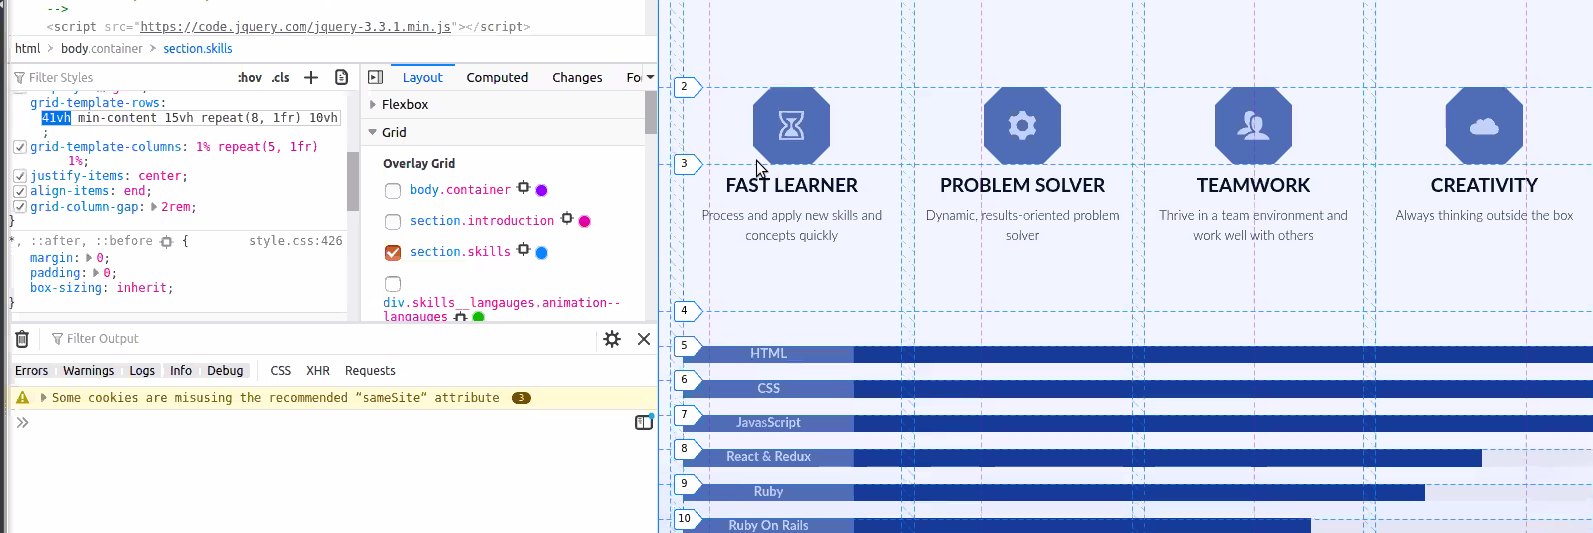 -->
<script src="https://code.jquery.com/jquery-3.3.1.min.js"></script>
html > body.container > section.skills
Filter Styles
:hov .cls +
grid-template-rows:
41vh min-content 15vh repeat(8, 1fr) 10vh
;
grid-template-columns: 1% repeat(5, 1fr)
1%;
justify-items: center;
align-items: end;
grid-column-gap: 2rem;
}
*, ::after, ::before { style.css:426
margin: 0;
padding: 0;
box-sizing: inherit;
}
Layout Computed Changes Fo
Flexbox
Grid
Overlay Grid
body.container
section.introduction
section.skills
div.skills__langauges.animation--
langauges
Filter Output
Errors Warnings Logs Info Debug CSS XHR Requests
Some cookies are misusing the recommended “sameSite“ attribute 3
2
3
FAST LEARNER
Process and apply new skills and
concepts quickly
PROBLEM SOLVER
Dynamic, results-oriented problem
solver
TEAMWORK
Thrive in a team environment and
work well with others
CREATIVITY
Always thinking outside the box
4
5 HTML
6 CSS
7 JavasScript
8 React & Redux
9 Ruby
10 Ruby On Rails